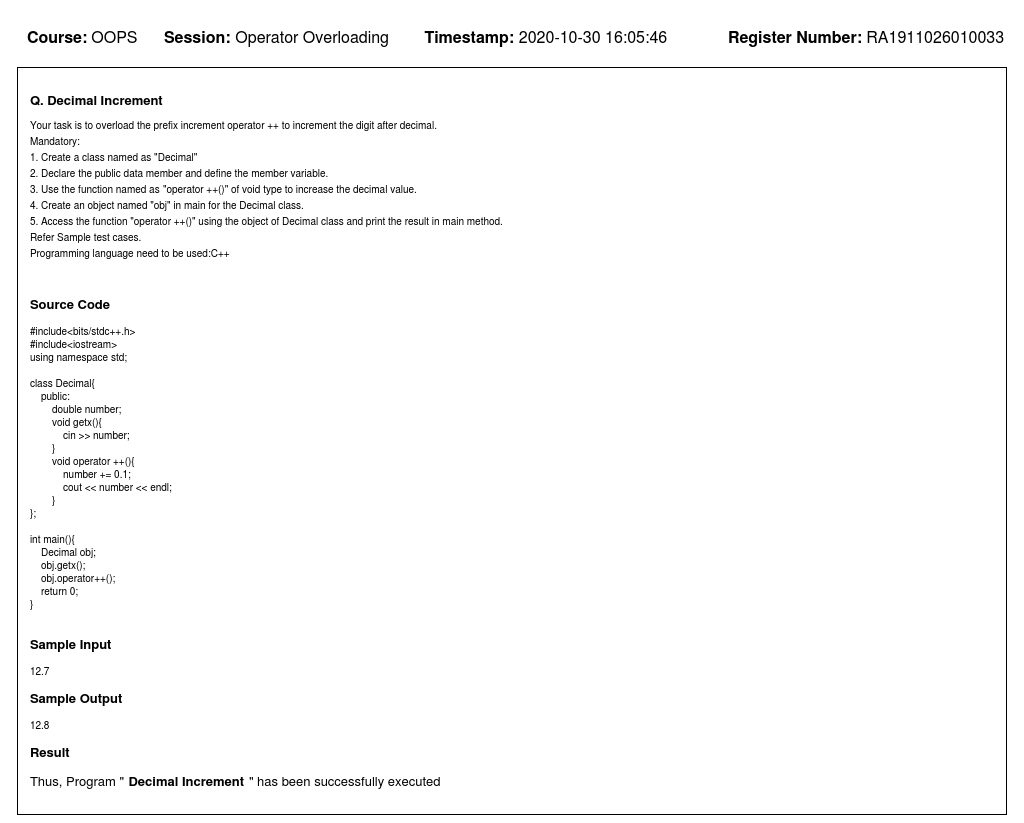 Course: OOPS Session: Operator Overloading Timestamp: 2020-10-30 16:05:46 Register Number: RA1911026010033
Q. Decimal Increment
Your task is to overload the prefix increment operator ++ to increment the digit after decimal.
Mandatory:
1. Create a class named as "Decimal"
2. Declare the public data member and define the member variable.
3. Use the function named as "operator ++()" of void type to increase the decimal value.
4. Create an object named "obj" in main for the Decimal class.
5. Access the function "operator ++()" using the object of Decimal class and print the result in main method.
Refer Sample test cases.
Programming language need to be used:C++
Source Code
#include<bits/stdc++.h>
#include<iostream>
using namespace std;
class Decimal{
public:
double number;
void getx(){
cin >> number;
}
void operator ++(){
number += 0.1;
cout << number << endl;
}
};
int main(){
Decimal obj;
obj.getx();
obj.operator++();
return 0;
}
Sample Input
12.7
Sample Output
12.8
Result
Thus, Program " Decimal Increment " has been successfully executed